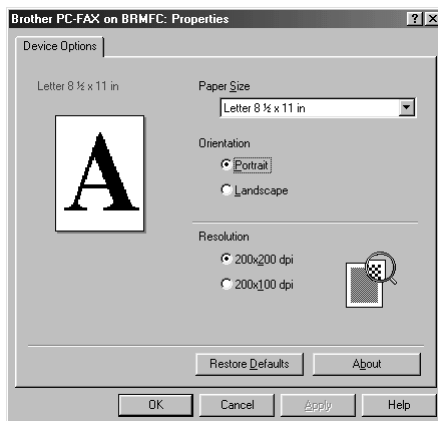 Brother PC-FAX on BRMFC: Properties
Device Options
Letter 8 ½ x 11 in
Paper Size
Letter 8 ½ x 11 in
A
Orientation
Portrait
Landscape
Resolution
200x200 dpi
200x100 dpi
Restore Defaults
About
OK
Cancel
Apply
Help